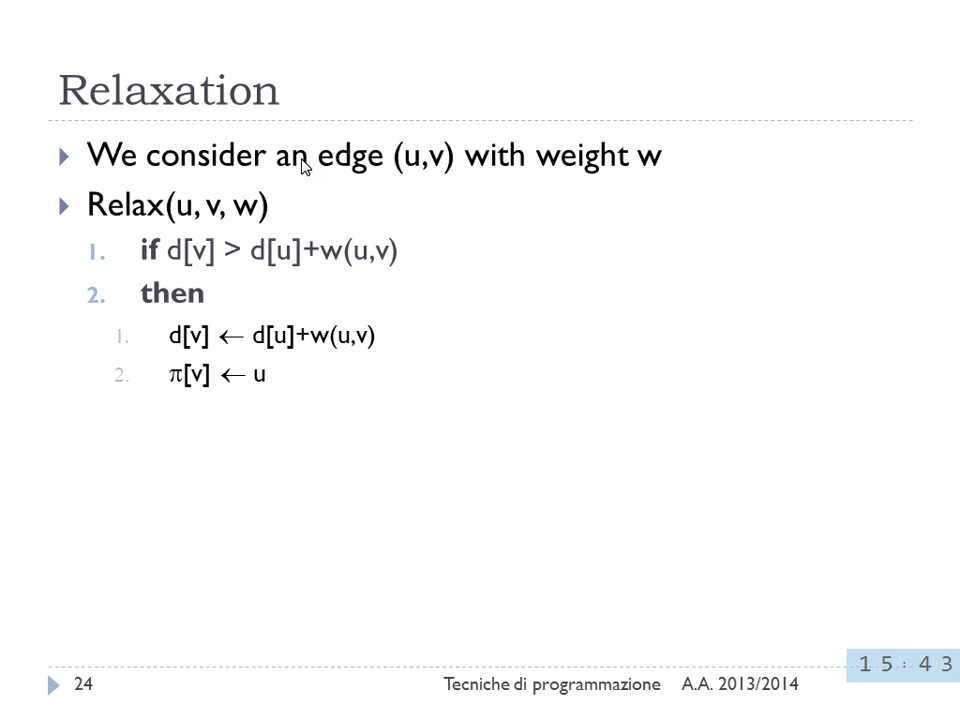 Relaxation
We consider an edge (u,v) with weight w
Relax(u, v, w)
1. if d[v] > d[u]+w(u,v)
2. then
1. d[v] ← d[u]+w(u,v)
2. π[v] ← u
24 Tecniche di programmazione A.A. 2013/2014
15:43